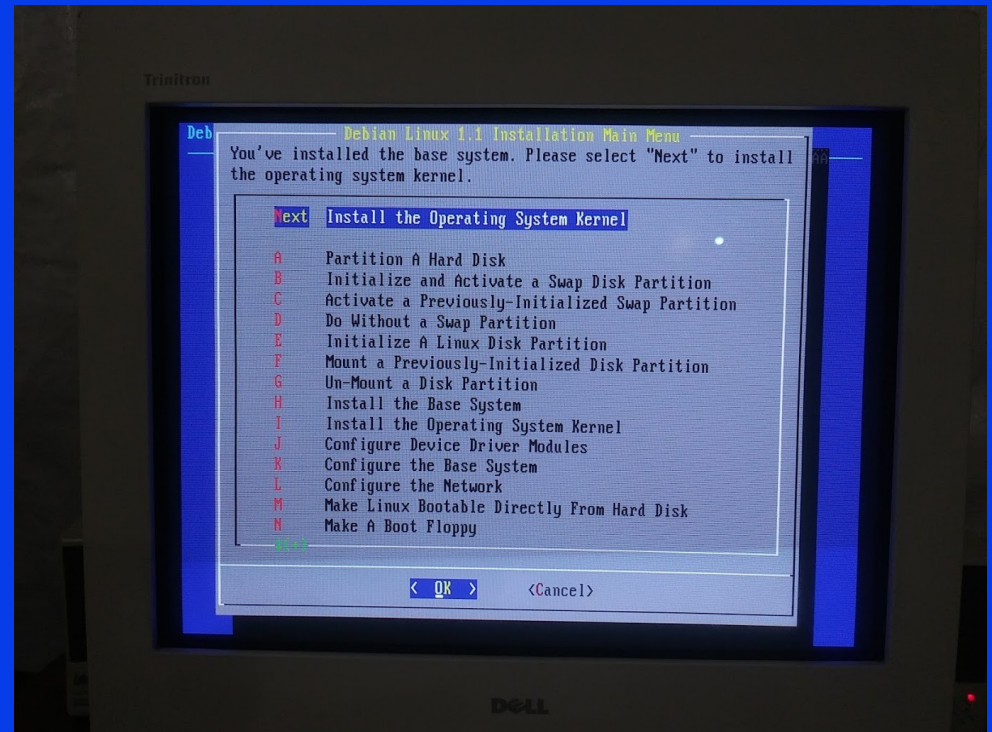 Trinitron
Deb
Debian Linux 1.1 Installation Main Menu
You've installed the base system. Please select "Next" to install
the operating system kernel.
Next Install the Operating System Kernel
A Partition A Hard Disk
B Initialize and Activate a Swap Disk Partition
C Activate a Previously-Initialized Swap Partition
D Do Without a Swap Partition
E Initialize A Linux Disk Partition
F Mount a Previously-Initialized Disk Partition
G Un-Mount a Disk Partition
H Install the Base System
I Install the Operating System Kernel
J Configure Device Driver Modules
K Configure the Base System
L Configure the Network
M Make Linux Bootable Directly From Hard Disk
N Make A Boot Floppy
< OK > <Cancel>
DELL